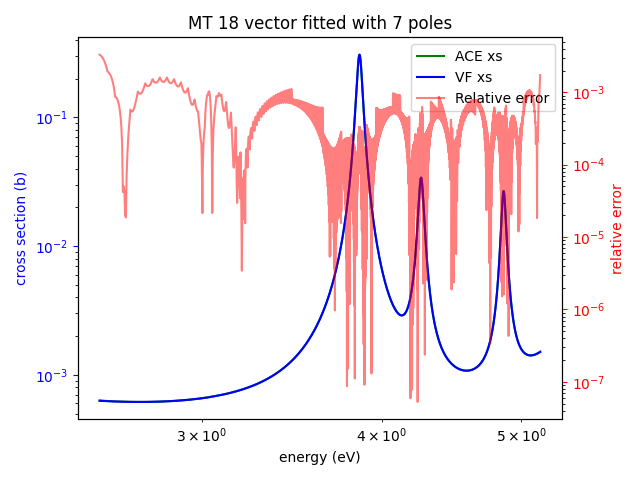 MT 18 vector fitted with 7 poles
ACE xs
VF xs
Relative error
cross section (b)
10⁻¹
10⁻²
10⁻³
10⁻³
10⁻⁴
10⁻⁵
10⁻⁶
10⁻⁷
relative error
3 × 10⁰
4 × 10⁰
5 × 10⁰
energy (eV)